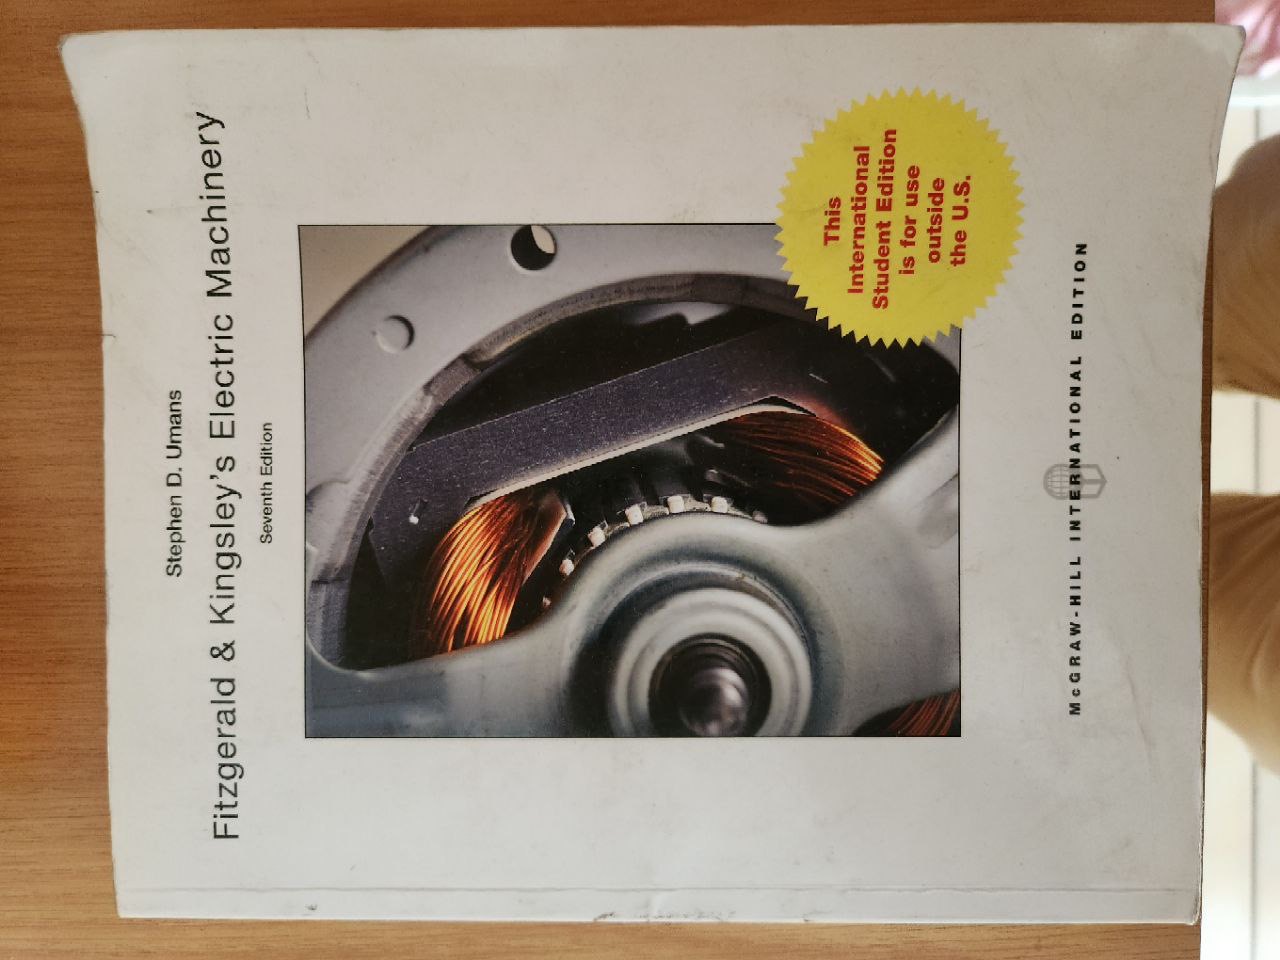 Stephen D. Umans
Fitzgerald & Kingsley's Electric Machinery
Seventh Edition
This
International
Student Edition
is for use
outside
the U.S.
McGRAW-HILL INTERNATIONAL EDITION